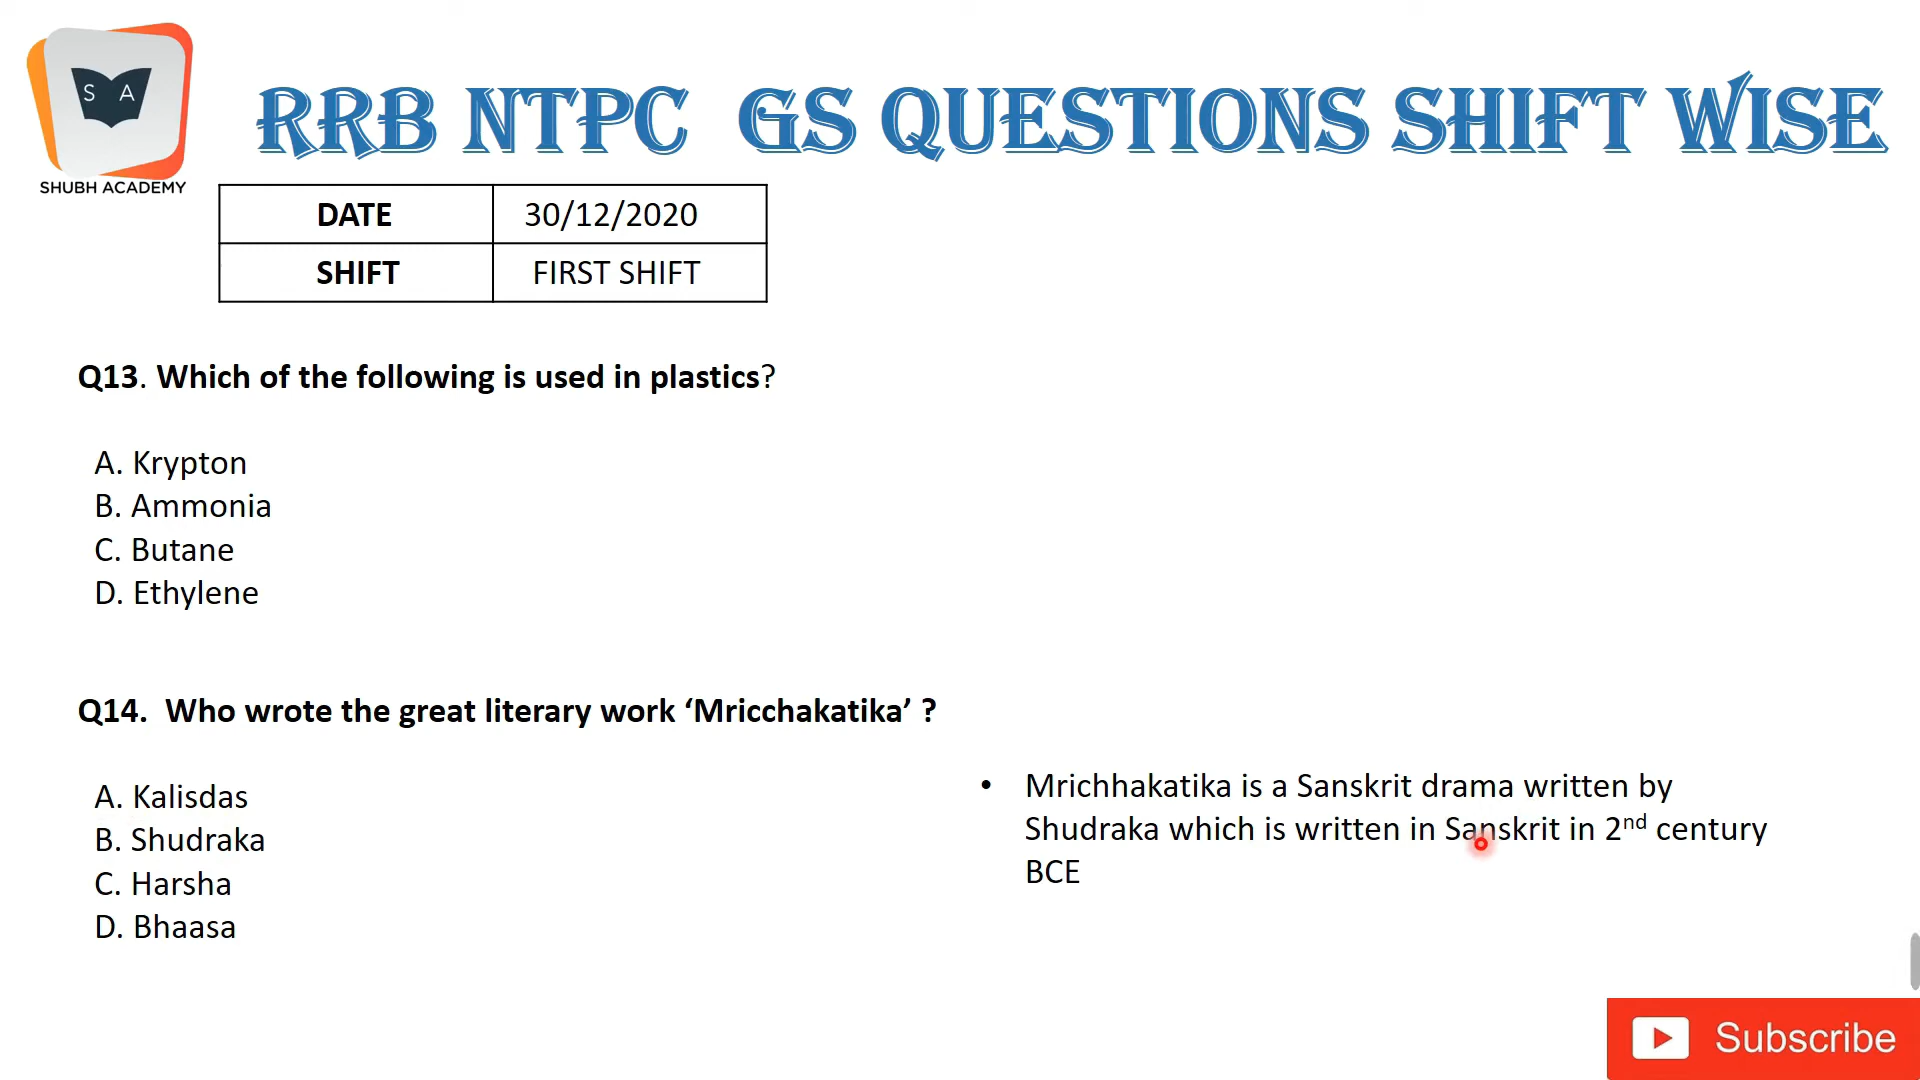 S A
SHUBH ACADEMY
RRB NTPC GS QUESTIONS SHIFT WISE
DATE 30/12/2020
SHIFT FIRST SHIFT
Q13. Which of the following is used in plastics?
A. Krypton
B. Ammonia
C. Butane
D. Ethylene
Q14. Who wrote the great literary work ‘Mricchakatika’ ?
A. Kalisdas
B. Shudraka
C. Harsha
D. Bhaasa
• Mrichhakatika is a Sanskrit drama written by
Shudraka which is written in Sanskrit in 2nd century
BCE
Subscribe